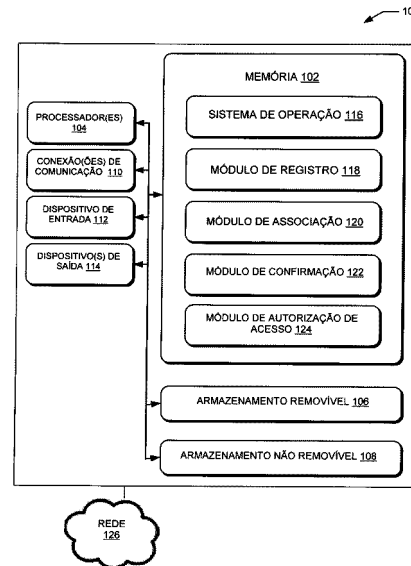 10
MEMÓRIA 102
SISTEMA DE OPERAÇÃO 116
MÓDULO DE REGISTRO 118
MÓDULO DE ASSOCIAÇÃO 120
MÓDULO DE CONFIRMAÇÃO 122
MÓDULO DE AUTORIZAÇÃO DE
ACESSO 124
PROCESSADOR(ES)
104
CONEXÃO(ÕES) DE
COMUNICAÇÃO 110
DISPOSITIVO DE
ENTRADA 112
DISPOSITIVO(S) DE
SAÍDA 114
ARMAZENAMENTO REMOVÍVEL 106
ARMAZENAMENTO NÃO REMOVÍVEL 108
REDE
126